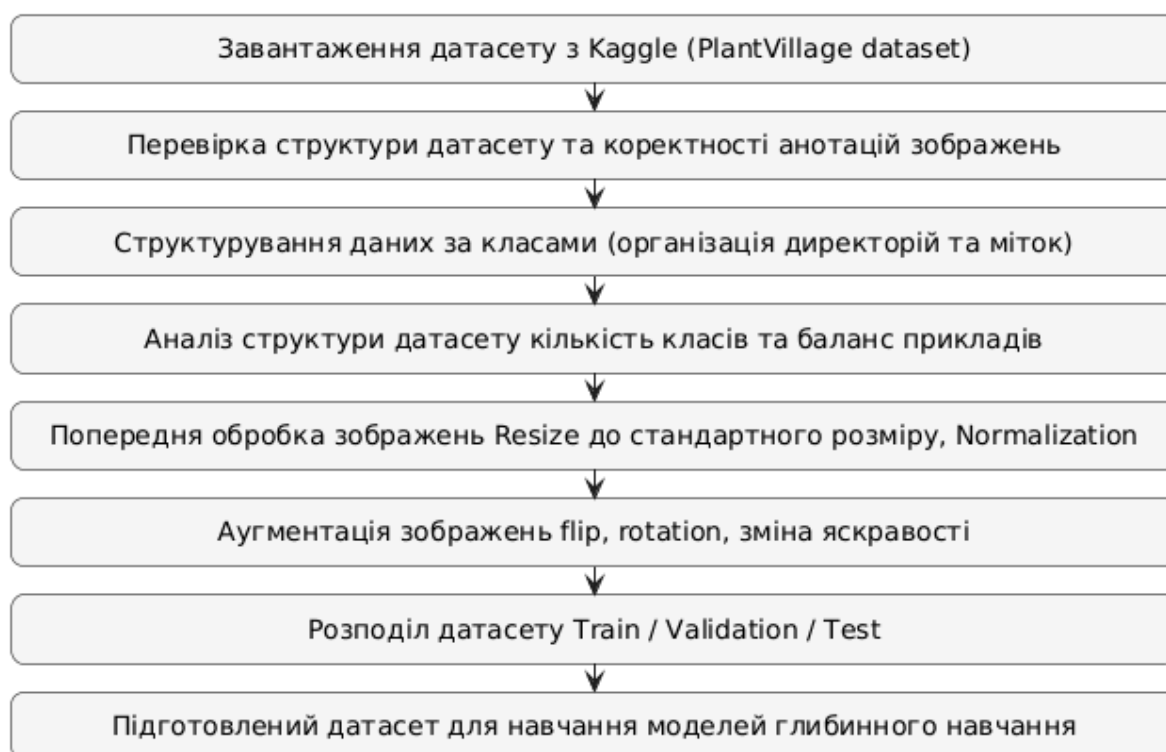 Завантаження датасету з Kaggle (PlantVillage dataset)
Перевірка структури датасету та коректності анотацій зображень
Структурування даних за класами (організація директорій та міток)
Аналіз структури датасету кількість класів та баланс прикладів
Попередня обробка зображень Resize до стандартного розміру, Normalization
Аугментація зображень flip, rotation, зміна яскравості
Розподіл датасету Train / Validation / Test
Підготовлений датасет для навчання моделей глибинного навчання